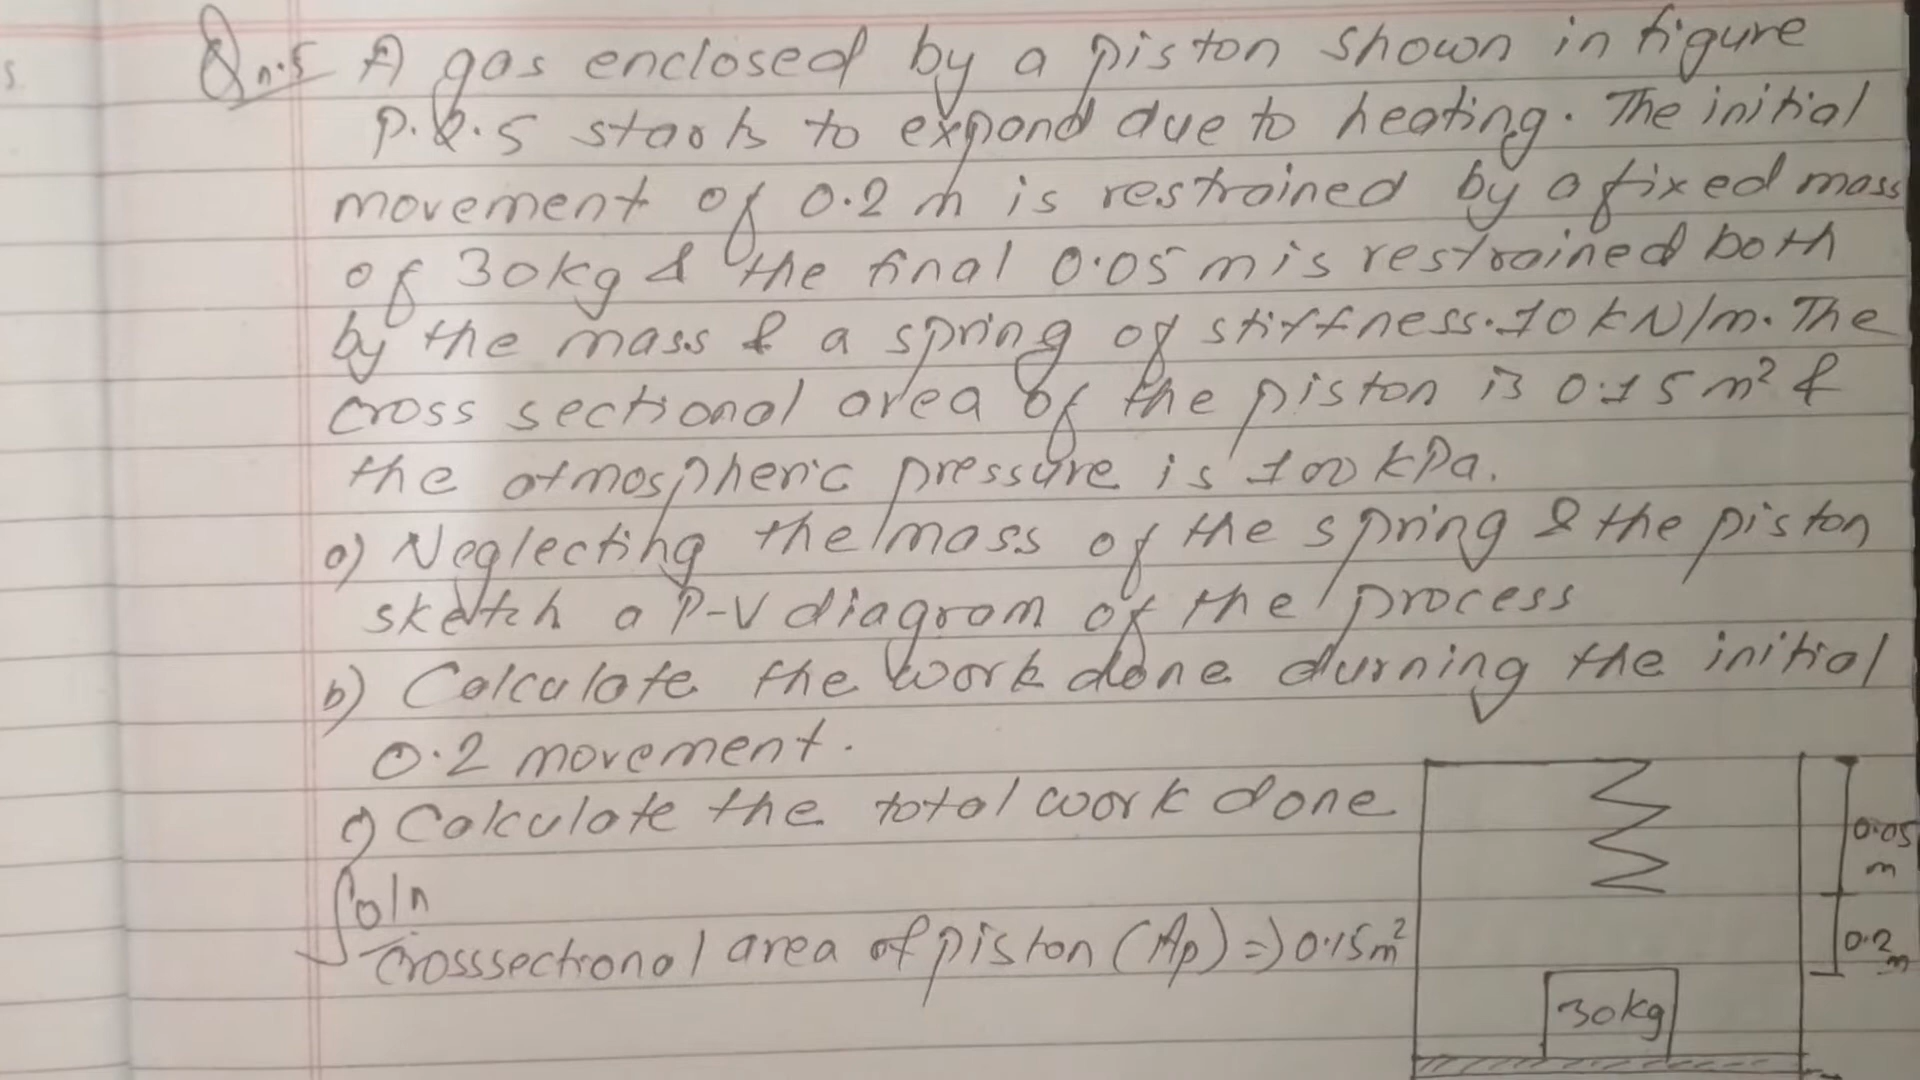 s.
Qn.5 A gas enclosed by a piston shown in figure
P.2.5 starts to expand due to heating. The initial
movement of 0.2 m is restrained by a fixed mass
of 30kg & the final 0.05 m is restrained both
by the mass & a spring of stiffness.10 kN/m. The
cross sectional area of the piston is 0.15 m² &
the atmospheric pressure is 100 kPa.
a) Neglecting the mass of the spring & the piston
sketch a P-V diagram of the process
b) Calculate the work done durning the initial
0.2 movement.
c) Calculate the total work done
Soln
Crosssectional area of piston (Ap) => 0.15m²
0.05
m
0.2
m
30kg